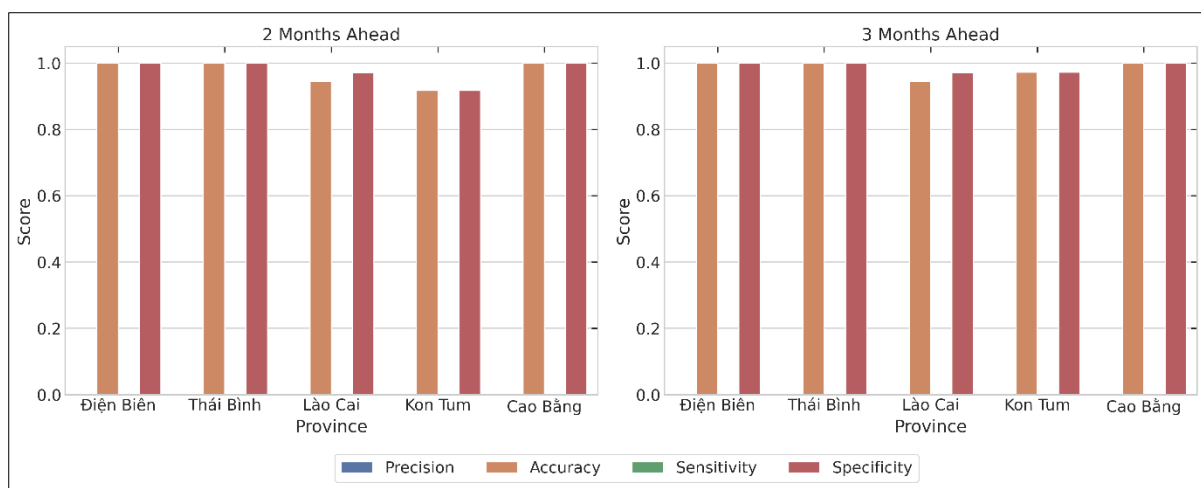 2 Months Ahead
1.0
0.8
0.6
0.4
0.2
0.0
Score
Điện Biên Thái Bình Lào Cai Kon Tum Cao Bằng
Province
3 Months Ahead
1.0
0.8
0.6
0.4
0.2
0.0
Score
Điện Biên Thái Bình Lào Cai Kon Tum Cao Bằng
Province
Precision Accuracy Sensitivity Specificity